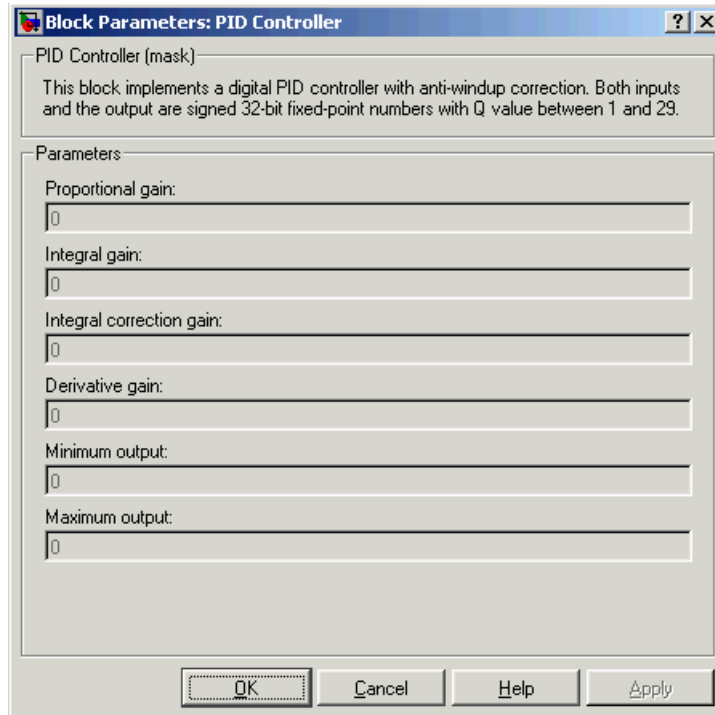 Block Parameters: PID Controller
PID Controller (mask)
This block implements a digital PID controller with anti-windup correction. Both inputs
and the output are signed 32-bit fixed-point numbers with Q value between 1 and 29.
Parameters
Proportional gain:
0
Integral gain:
0
Integral correction gain:
0
Derivative gain:
0
Minimum output:
0
Maximum output:
0
OK Cancel Help Apply